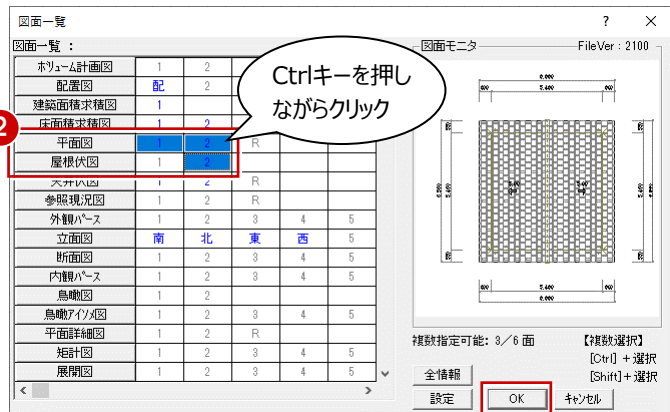 図面一覧 ? ×
図面一覧 :
ボリューム計画図 1 2
配置図 配 2
建築面積求積図 1
床面積求積図 1 2
平面図 1 2 R
屋根伏図 1 2
天井伏図 1 2 R
参照現況図 1 2 R
外観パース 1 2 3 4 5
立面図 南 北 東 西 5
断面図 1 2 3 4 5
内観パース 1 2 3 4 5
鳥瞰図 1 2
鳥瞰アイソメ図 1 2 3 4 5
平面詳細図 1 2 R
矩計図 1 2 3 4 5
展開図 1 2 3 4 5
2
Ctrlキーを押し
ながらクリック
図面モニタ FileVer : 2100
複数指定可能: 3/6 面 【複数選択】
[Ctrl] +選択
[Shift]+選択
全情報
設定 OK キャンセル